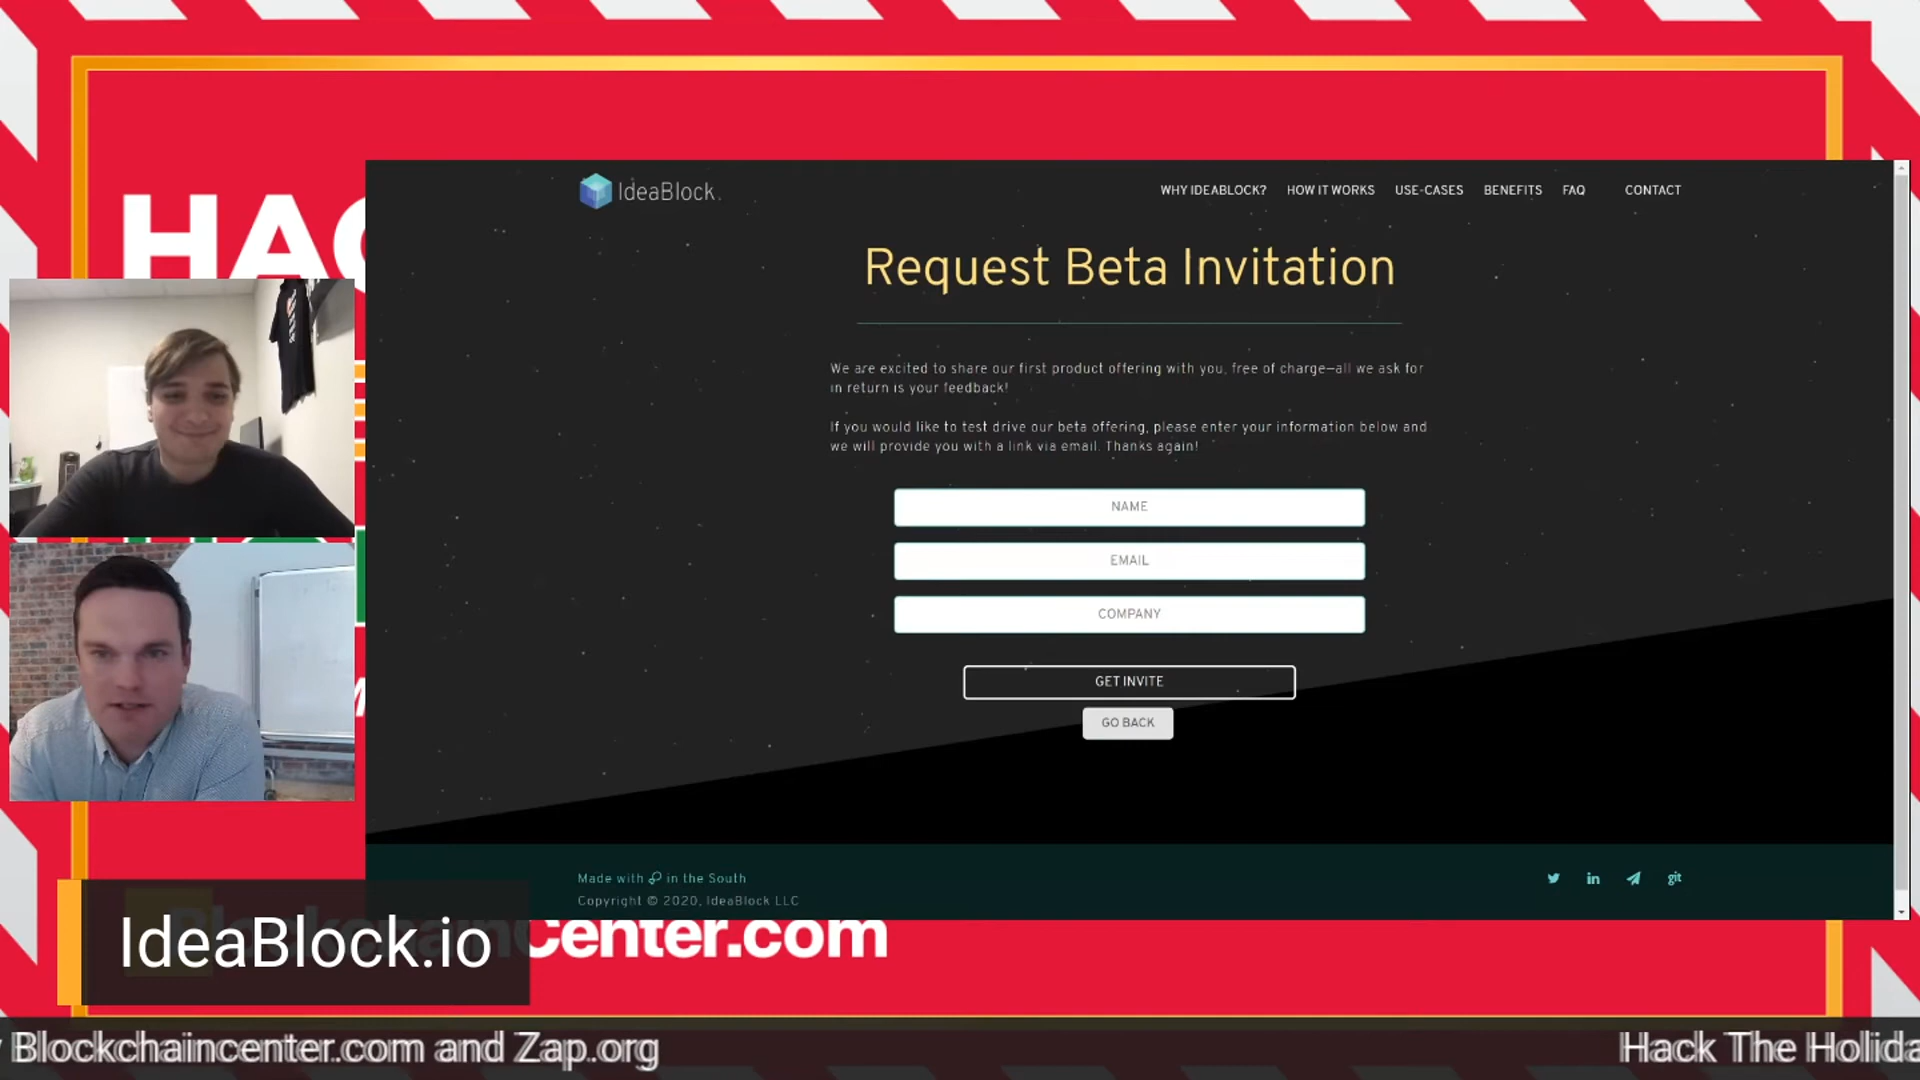 HAC
IdeaBlock.
WHY IDEABLOCK? HOW IT WORKS USE-CASES BENEFITS FAQ CONTACT
Request Beta Invitation
We are excited to share our first product offering with you, free of charge—all we ask for
in return is your feedback!
If you would like to test drive our beta offering, please enter your information below and
we will provide you with a link via email. Thanks again!
NAME
EMAIL
COMPANY
GET INVITE
GO BACK
Made with in the South
Copyright © 2020, IdeaBlock LLC
git
IdeaBlock.io
Center.com
Blockchaincenter.com and Zap.org
Hack The Holida